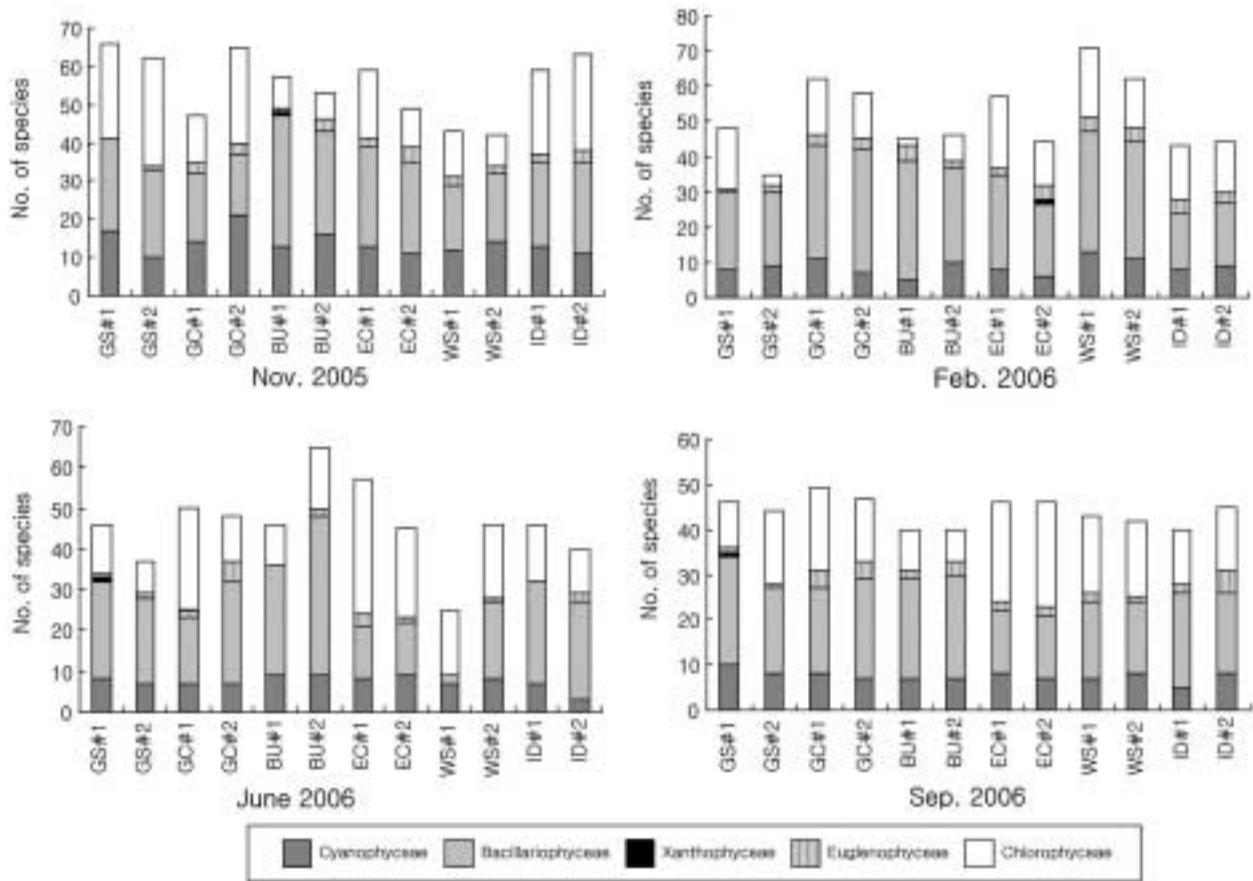 No. of species
70
60
50
40
30
20
10
0
GS#1
GS#2
GC#1
GC#2
BU#1
BU#2
EC#1
EC#2
WS#1
WS#2
ID#1
ID#2
Nov. 2005
No. of species
80
70
60
50
40
30
20
10
0
GS#1
GS#2
GC#1
GC#2
BU#1
BU#2
EC#1
EC#2
WS#1
WS#2
ID#1
ID#2
Feb. 2006
No. of species
70
60
50
40
30
20
10
0
GS#1
GS#2
GC#1
GC#2
BU#1
BU#2
EC#1
EC#2
WS#1
WS#2
ID#1
ID#2
June 2006
No. of species
60
50
40
30
20
10
0
GS#1
GS#2
GC#1
GC#2
BU#1
BU#2
EC#1
EC#2
WS#1
WS#2
ID#1
ID#2
Sep. 2006
Cyanophyceae Bacillariophyceae Xanthophyceae Euglenophyceae Chlorophyceae